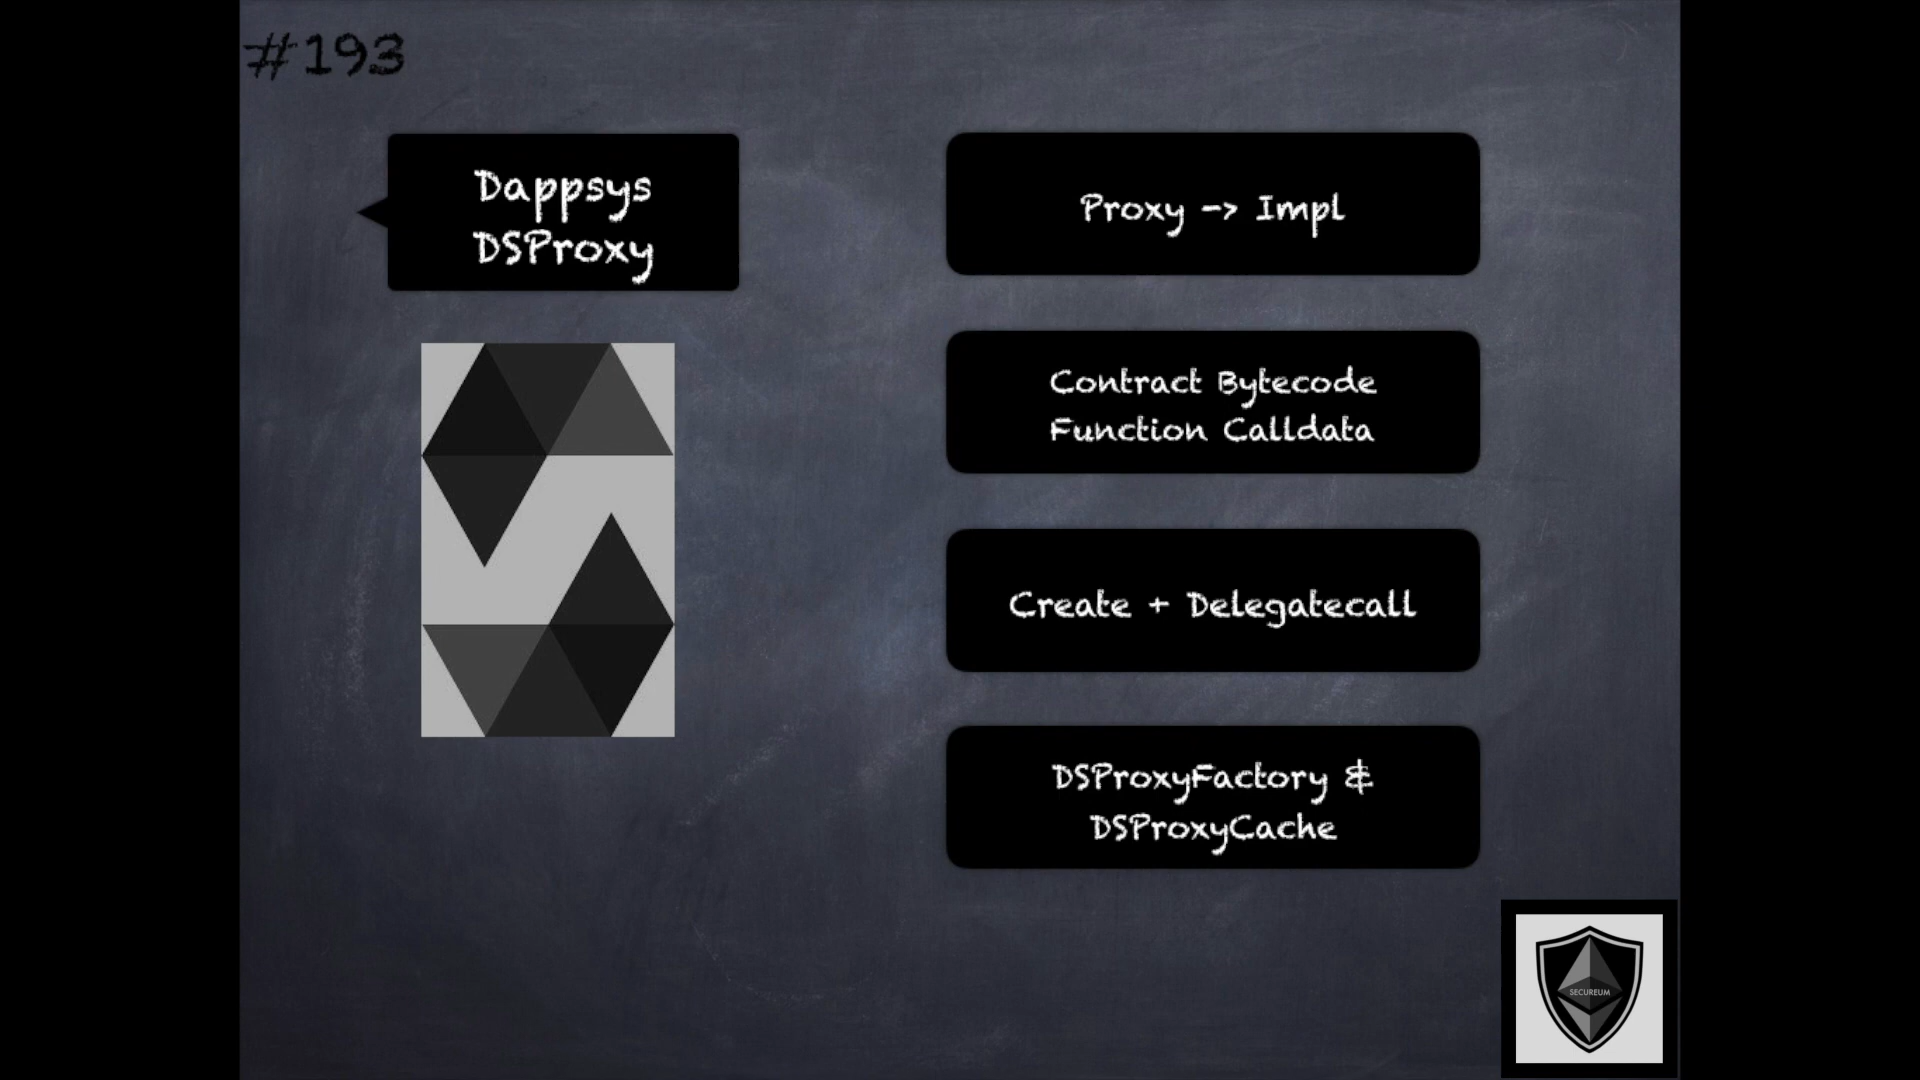 #193
Dappsys
DSProxy
Proxy -> Impl
Contract Bytecode
Function Calldata
Create + Delegatecall
DSProxyFactory &
DSProxyCache
SECUREUM